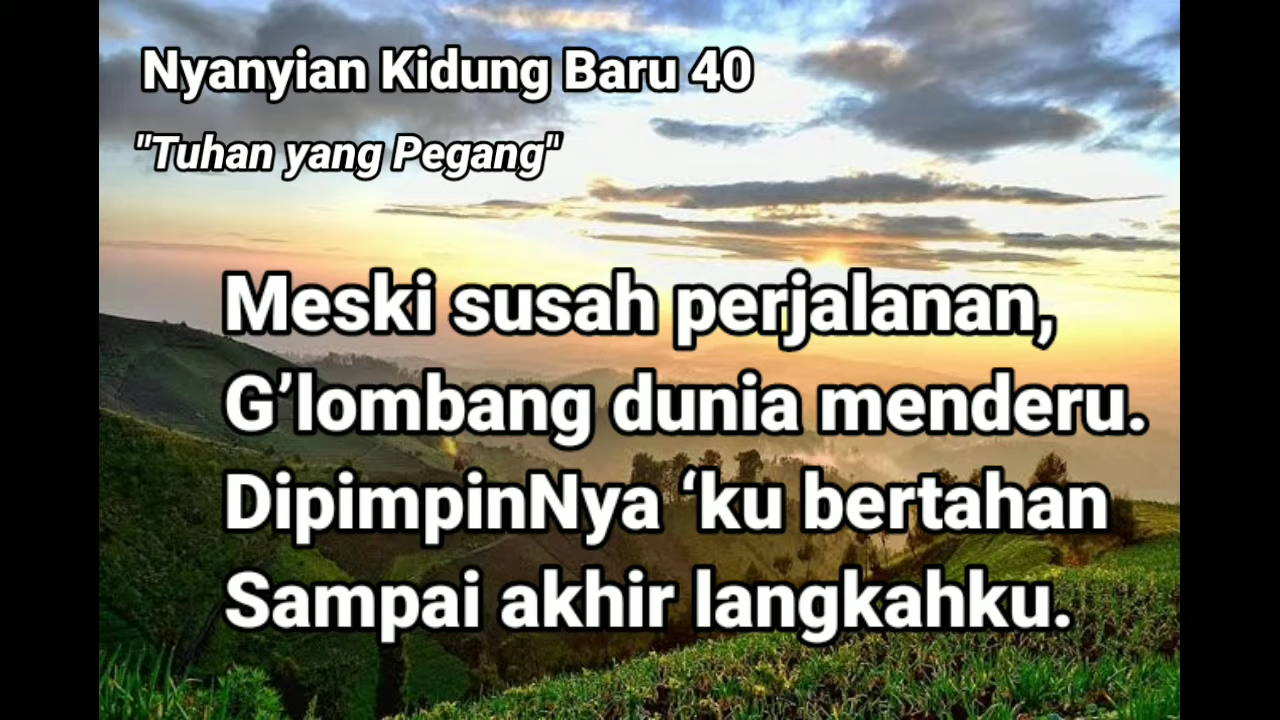 Nyanyian Kidung Baru 40
"Tuhan yang Pegang"
Meski susah perjalanan,
G’lombang dunia menderu.
DipimpinNya ‘ku bertahan
Sampai akhir langkahku.